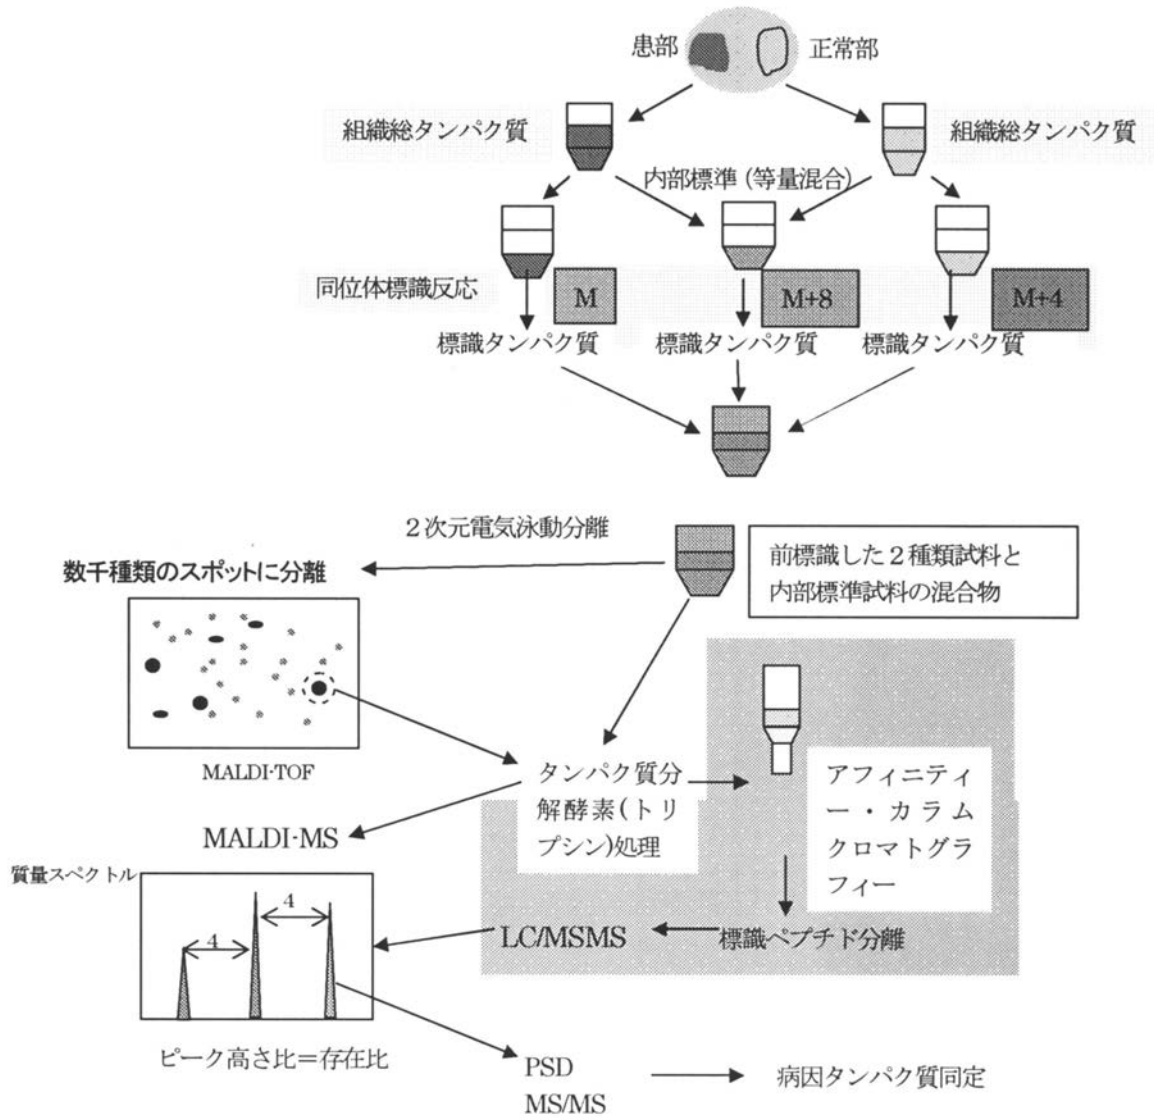 患部
正常部
組織総タンパク質
組織総タンパク質
内部標準 (等量混合)
同位体標識反応
M
M+8
M+4
標識タンパク質
標識タンパク質
標識タンパク質
２次元電気泳動分離
数千種類のスポットに分離
前標識した２種類試料と
内部標準試料の混合物
MALDI-TOF
タンパク質分
解酵素(トリ
プシン)処理
アフィニティ
ー・カラム
クロマトグラ
フィー
MALDI-MS
質量スペクトル
4
4
LC/MSMS
標識ペプチド分離
ピーク高さ比＝存在比
PSD
MS/MS
病因タンパク質同定